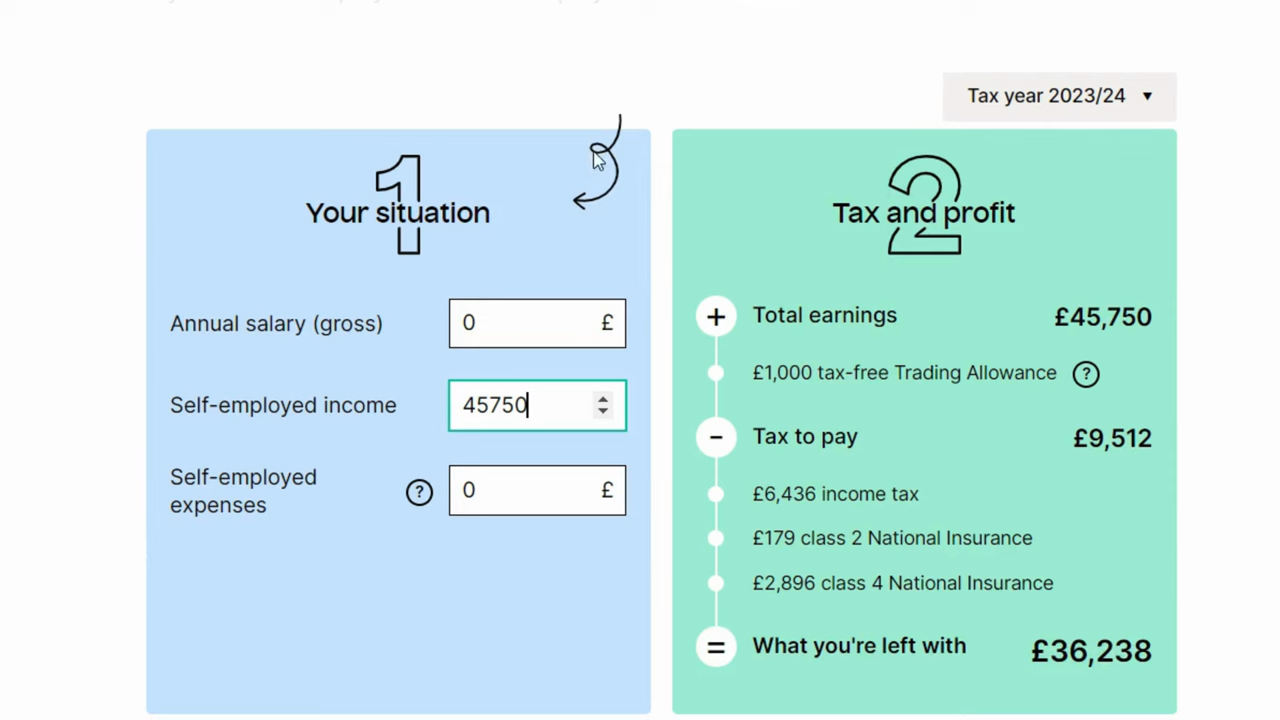 Tax year 2023/24 ▼
1
Your situation
Annual salary (gross) 0 £
Self-employed income 45750
Self-employed
expenses ? 0 £
2
Tax and profit
+ Total earnings £45,750
£1,000 tax-free Trading Allowance ?
- Tax to pay £9,512
£6,436 income tax
£179 class 2 National Insurance
£2,896 class 4 National Insurance
= What you're left with £36,238